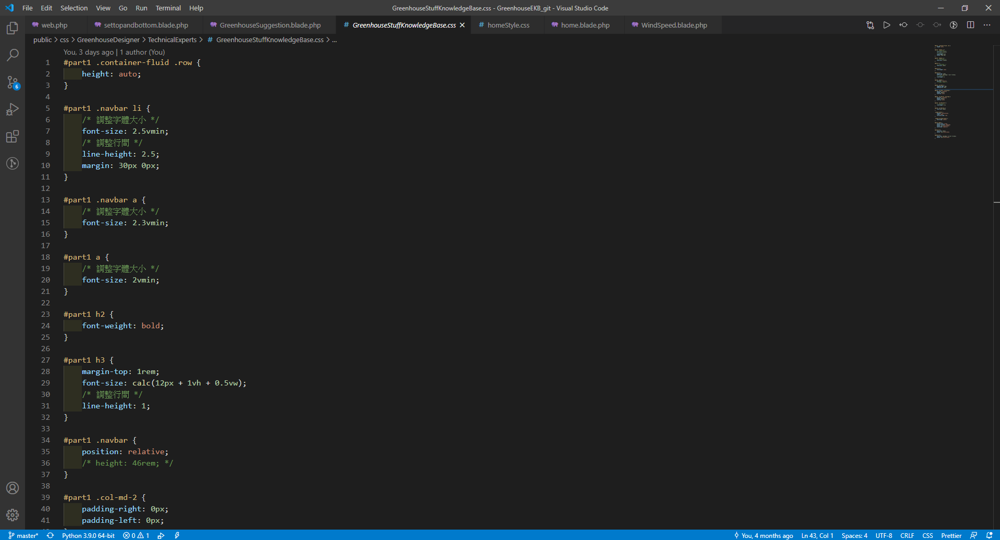 File Edit Selection View Go Run Terminal Help GreenhouseStuffKnowledgeBase.css - GreenhouseEKB_git - Visual Studio Code
web.php settopandbottom.blade.php GreenhouseSuggestion.blade.php # GreenhouseStuffKnowledgeBase.css # homeStyle.css home.blade.php WindSpeed.blade.php
public > css > GreenhouseDesigner > TechnicalExperts > # GreenhouseStuffKnowledgeBase.css > ...
You, 3 days ago | 1 author (You)
1 #part1 .container-fluid .row {
2 height: auto;
3 }
4
5 #part1 .navbar li {
6 /* 調整字體大小 */
7 font-size: 2.5vmin;
8 /* 調整行間 */
9 line-height: 2.5;
10 margin: 30px 0px;
11 }
12
13 #part1 .navbar a {
14 /* 調整字體大小 */
15 font-size: 2.3vmin;
16 }
17
18 #part1 a {
19 /* 調整字體大小 */
20 font-size: 2vmin;
21 }
22
23 #part1 h2 {
24 font-weight: bold;
25 }
26
27 #part1 h3 {
28 margin-top: 1rem;
29 font-size: calc(12px + 1vh + 0.5vw);
30 /* 調整行間 */
31 line-height: 1;
32 }
33
34 #part1 .navbar {
35 position: relative;
36 /* height: 46rem; */
37 }
38
39 #part1 .col-md-2 {
40 padding-right: 0px;
41 padding-left: 0px;
6
master* Python 3.9.0 64-bit 0 1 You, 4 months ago Ln 43, Col 1 Spaces: 4 UTF-8 CRLF CSS Prettier